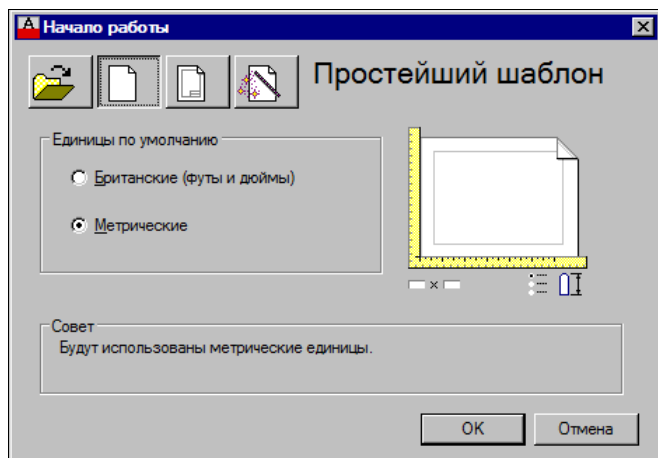 Начало работы
Простейший шаблон
Единицы по умолчанию
Британские (футы и дюймы)
Метрические
Совет
Будут использованы метрические единицы.
OK
Отмена